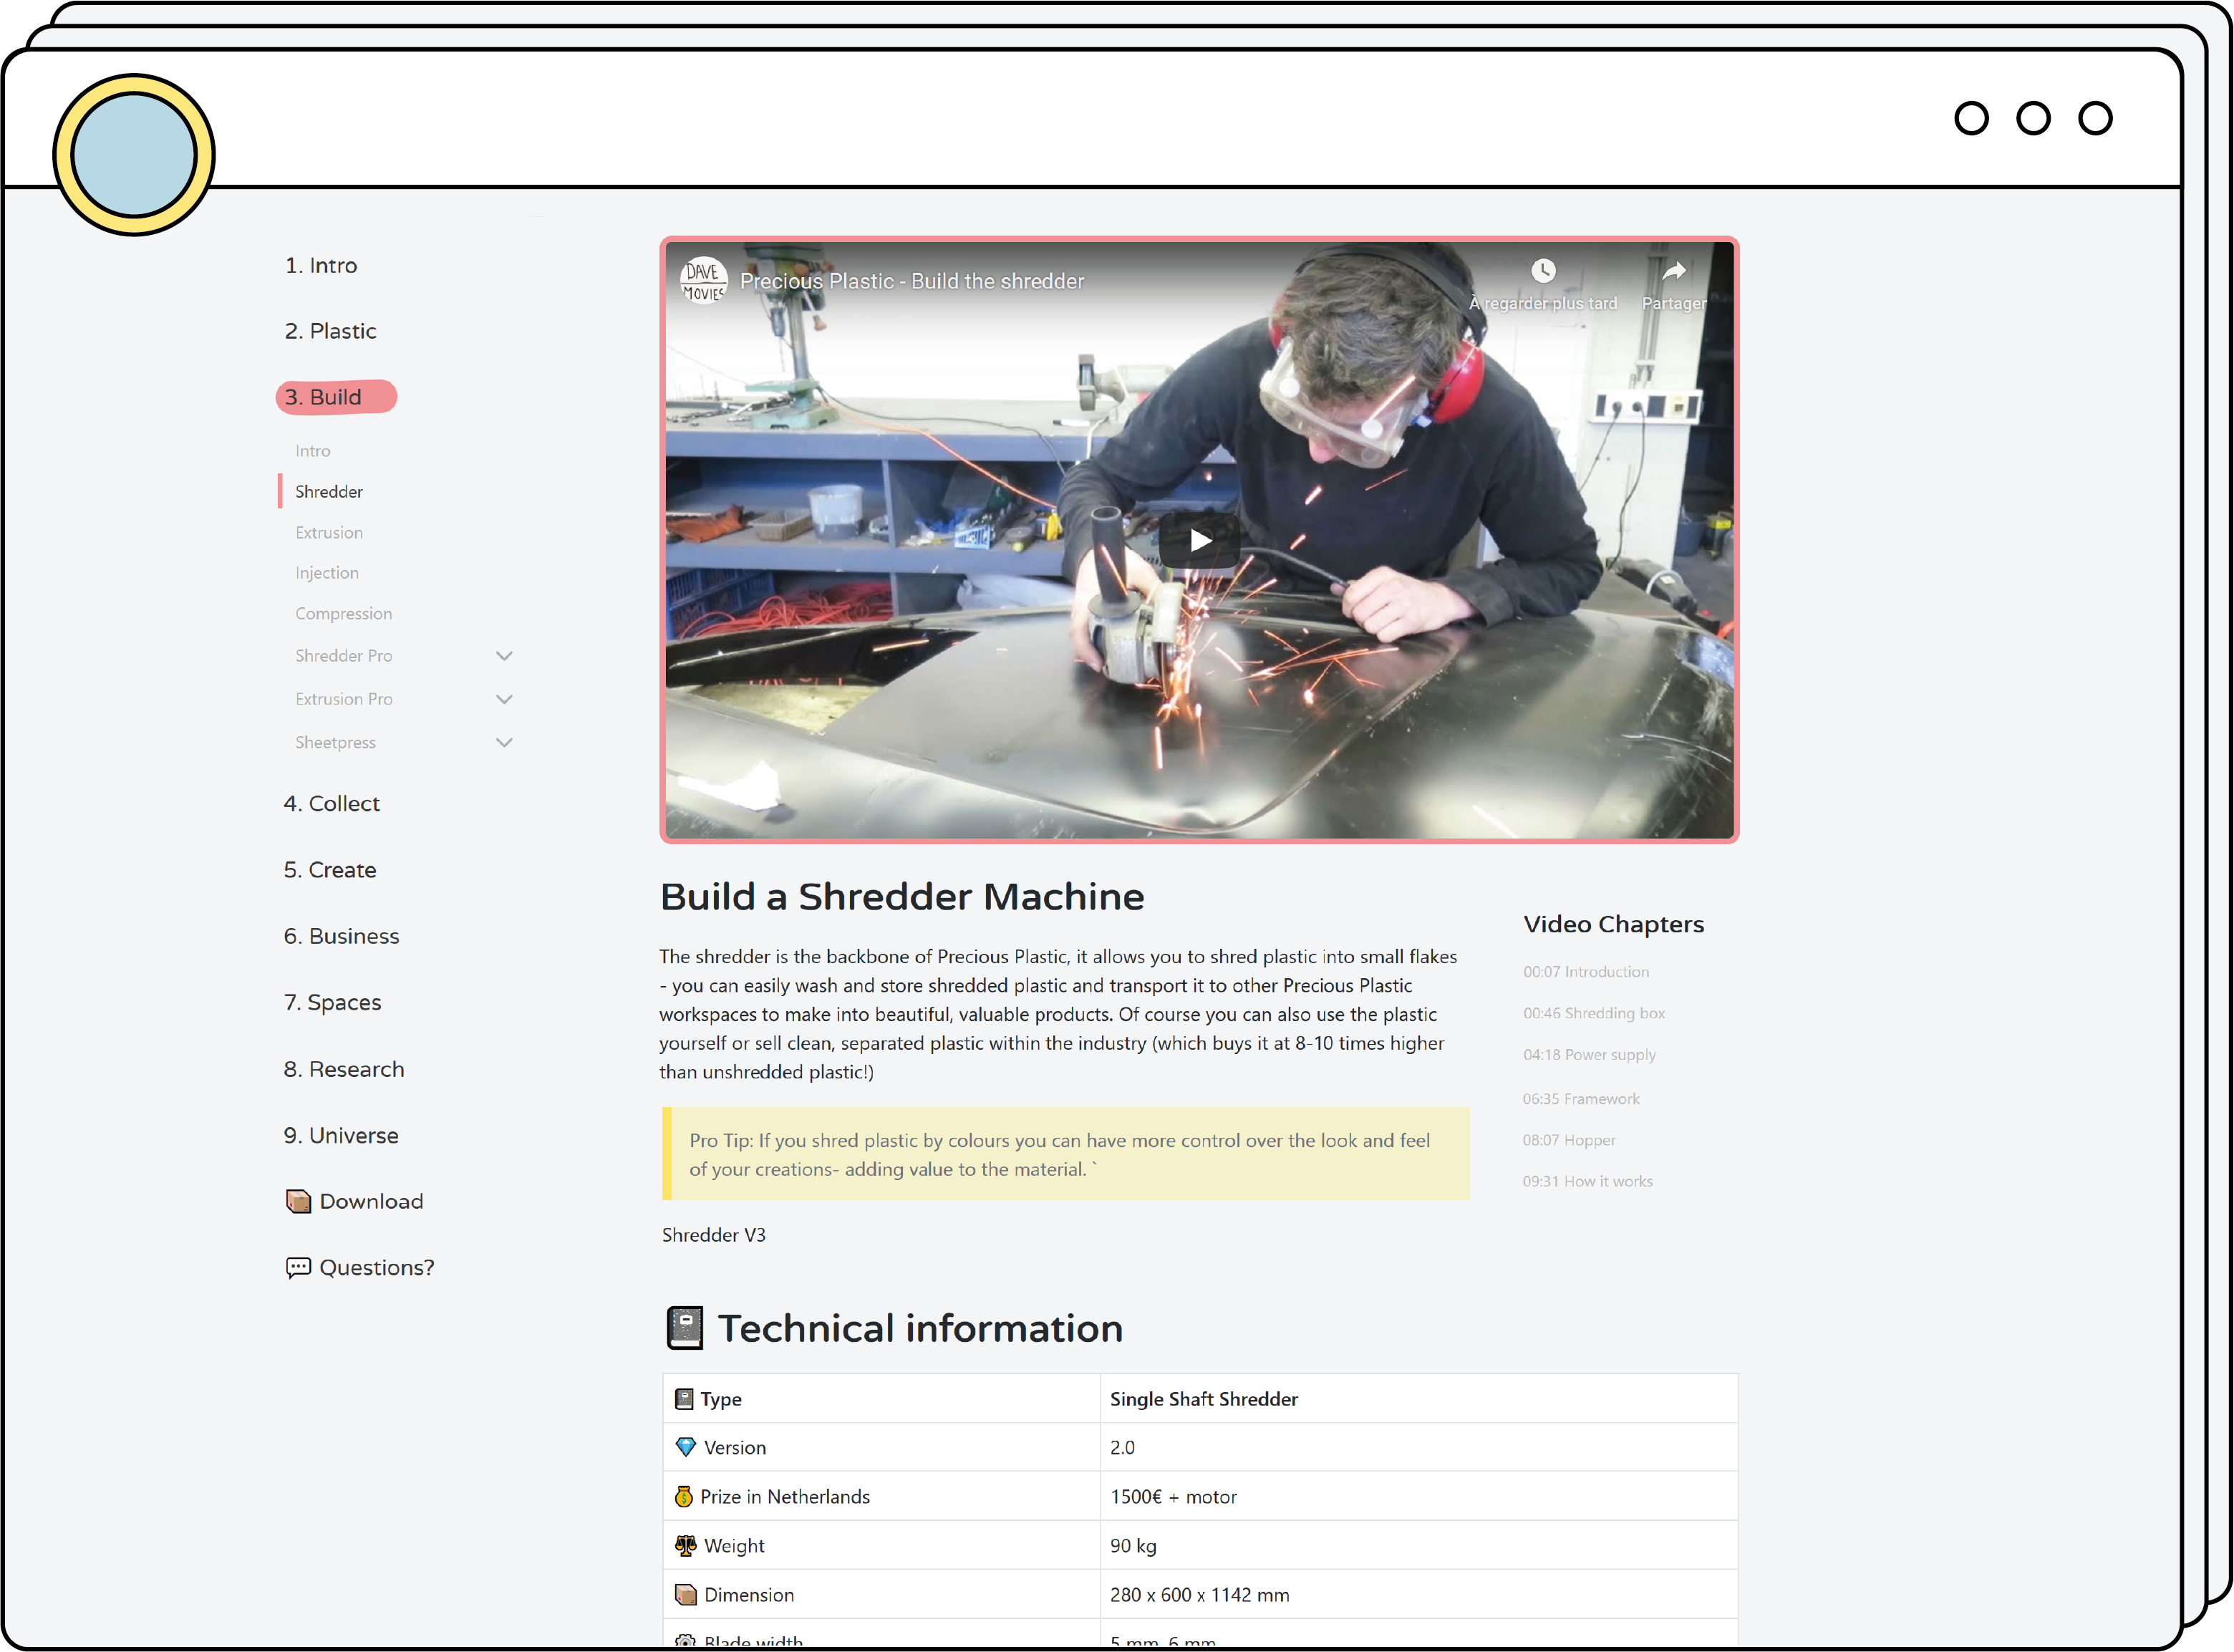 1. Intro
2. Plastic
3. Build
Intro
Shredder
Extrusion
Injection
Compression
Shredder Pro
Extrusion Pro
Sheetpress
4. Collect
5. Create
6. Business
7. Spaces
8. Research
9. Universe
Download
Questions?
DAVE
MOVIES
Precious Plastic - Build the shredder
À regarder plus tard
Partager
Build a Shredder Machine
The shredder is the backbone of Precious Plastic, it allows you to shred plastic into small flakes
- you can easily wash and store shredded plastic and transport it to other Precious Plastic
workspaces to make into beautiful, valuable products. Of course you can also use the plastic
yourself or sell clean, separated plastic within the industry (which buys it at 8-10 times higher
than unshredded plastic!)
Pro Tip: If you shred plastic by colours you can have more control over the look and feel
of your creations- adding value to the material. `
Shredder V3
Video Chapters
00:07 Introduction
00:46 Shredding box
04:18 Power supply
06:35 Framework
08:07 Hopper
09:31 How it works
Technical information
Type Single Shaft Shredder
Version 2.0
Prize in Netherlands 1500€ + motor
Weight 90 kg
Dimension 280 x 600 x 1142 mm
Blade width 5 mm, 6 mm